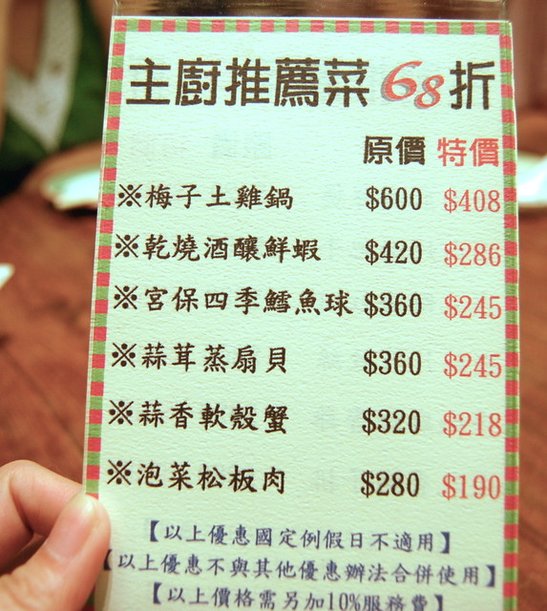 主廚推薦菜68折
原價 特價
※梅子土雞鍋 $600 $408
※乾燒酒釀鮮蝦 $420 $286
※宮保四季鱈魚球 $360 $245
※蒜茸蒸扇貝 $360 $245
※蒜香軟殼蟹 $320 $218
※泡菜松板肉 $280 $190
【以上優惠國定例假日不適用】
【以上優惠不與其他優惠辦法合併使用】
【以上價格需另加10%服務費】